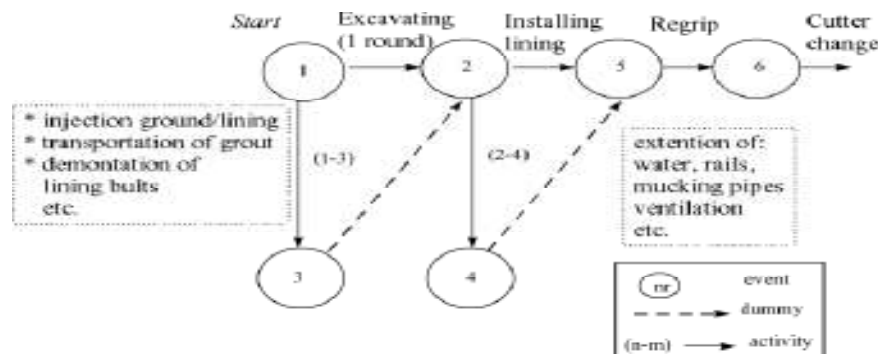 Start
Excavating
(1 round)
Installing
lining
Regrip
Cutter
change
1
2
5
6
* injection ground/lining
* transportation of grout
* demontation of
lining bults
etc.
(1-3)
(2-4)
extention of:
water, rails,
mucking pipes
ventilation
etc.
3
4
nr
event
dummy
(n-m)
activity